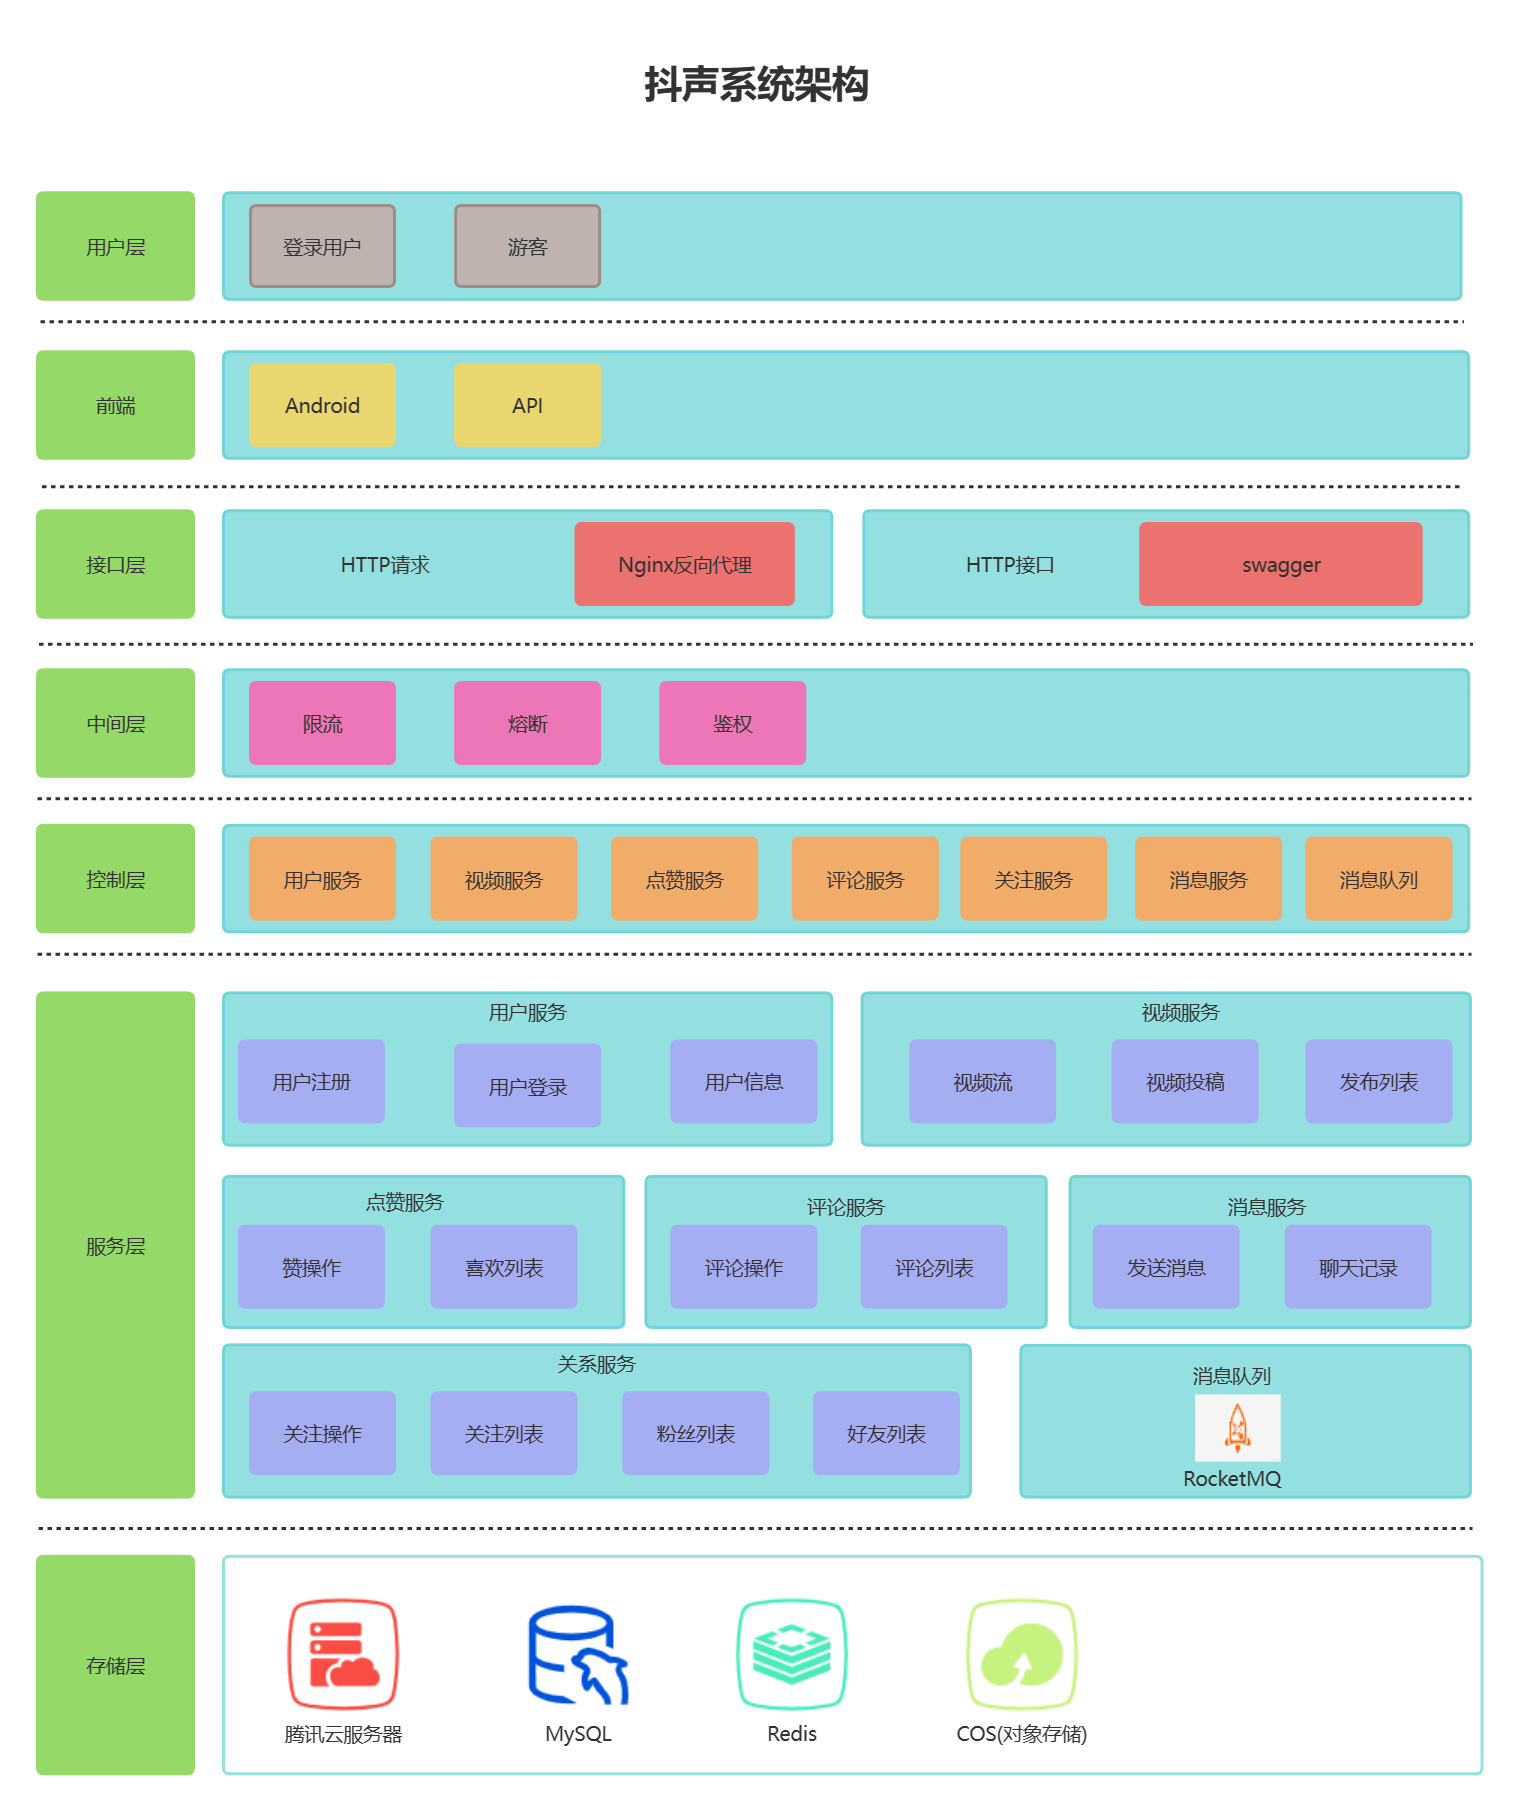 抖声系统架构
用户层
登录用户
游客
前端
Android
API
接口层
HTTP请求
Nginx反向代理
HTTP接口
swagger
中间层
限流
熔断
鉴权
控制层
用户服务
视频服务
点赞服务
评论服务
关注服务
消息服务
消息队列
服务层
用户服务
用户注册
用户登录
用户信息
视频服务
视频流
视频投稿
发布列表
点赞服务
赞操作
喜欢列表
评论服务
评论操作
评论列表
消息服务
发送消息
聊天记录
关系服务
关注操作
关注列表
粉丝列表
好友列表
消息队列
RocketMQ
存储层
腾讯云服务器
MySQL
Redis
COS(对象存储)